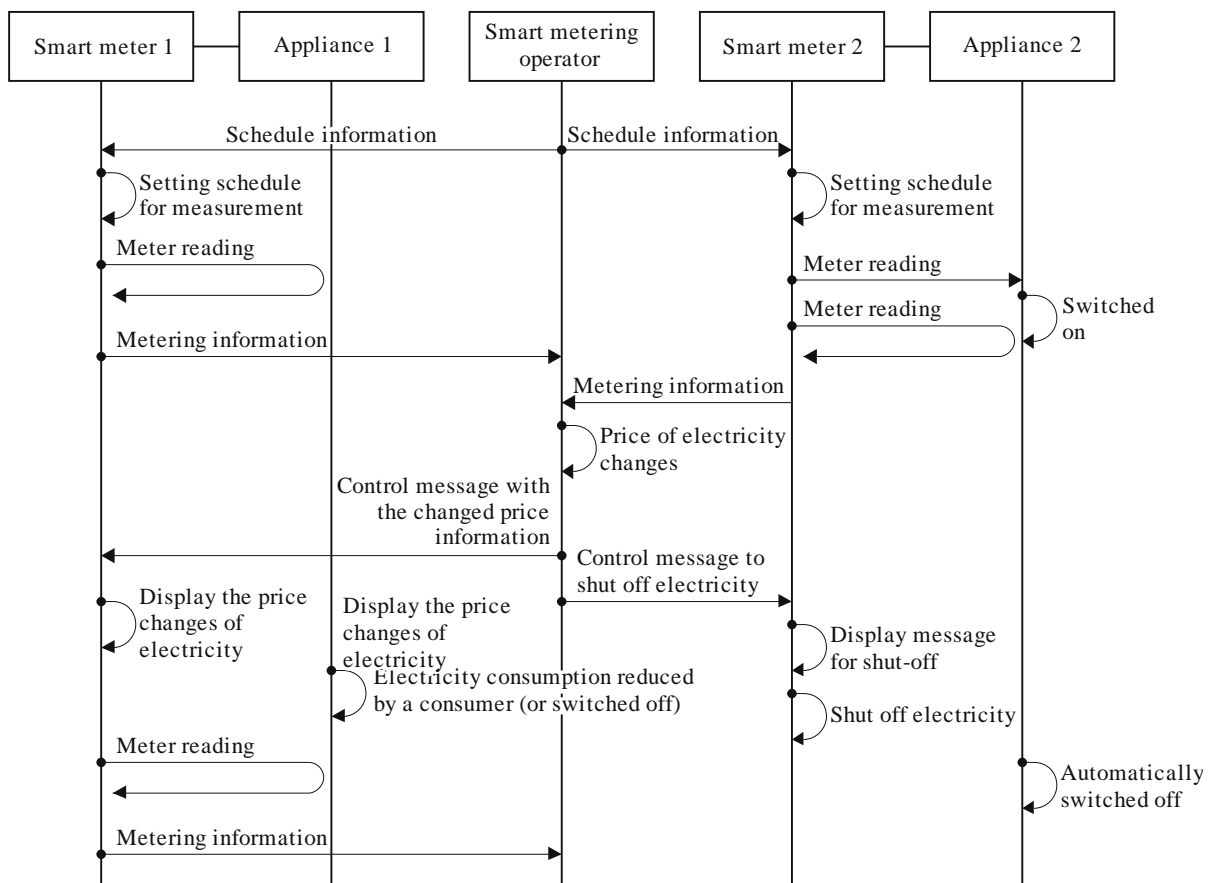 Smart meter 1
Appliance 1
Smart metering
operator
Smart meter 2
Appliance 2
Schedule information
Schedule information
Setting schedule
for measurement
Setting schedule
for measurement
Meter reading
Meter reading
Switched
on
Meter reading
Metering information
Metering information
Price of electricity
changes
Control message with
the changed price
information
Control message to
shut off electricity
Display the price
changes of
electricity
Display the price
changes of
electricity
Display message
for shut-off
Electricity consumption reduced
by a consumer (or switched off)
Shut off electricity
Meter reading
Automatically
switched off
Metering information